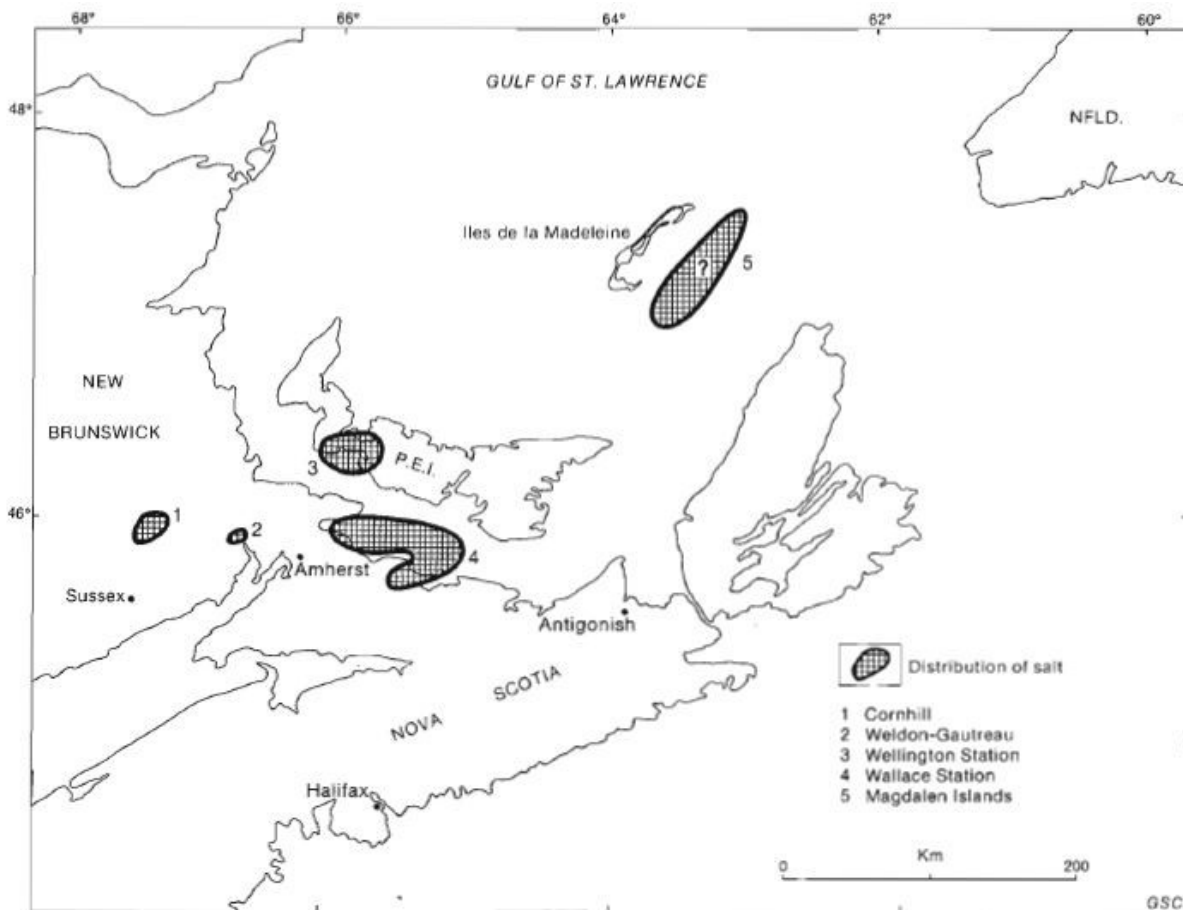 68° 66° 64° 62° 60°
GULF OF ST. LAWRENCE
48°
NFLD.
Iles de la Madeleine
?
5
NEW
BRUNSWICK
P.E.I.
3
46°
1
2
4
Amherst
Sussex
Antigonish
NOVA SCOTIA
Halifax
Distribution of salt
1 Cornhill
2 Weldon-Gautreau
3 Wellington Station
4 Wallace Station
5 Magdalen Islands
Km
0 200
GSC